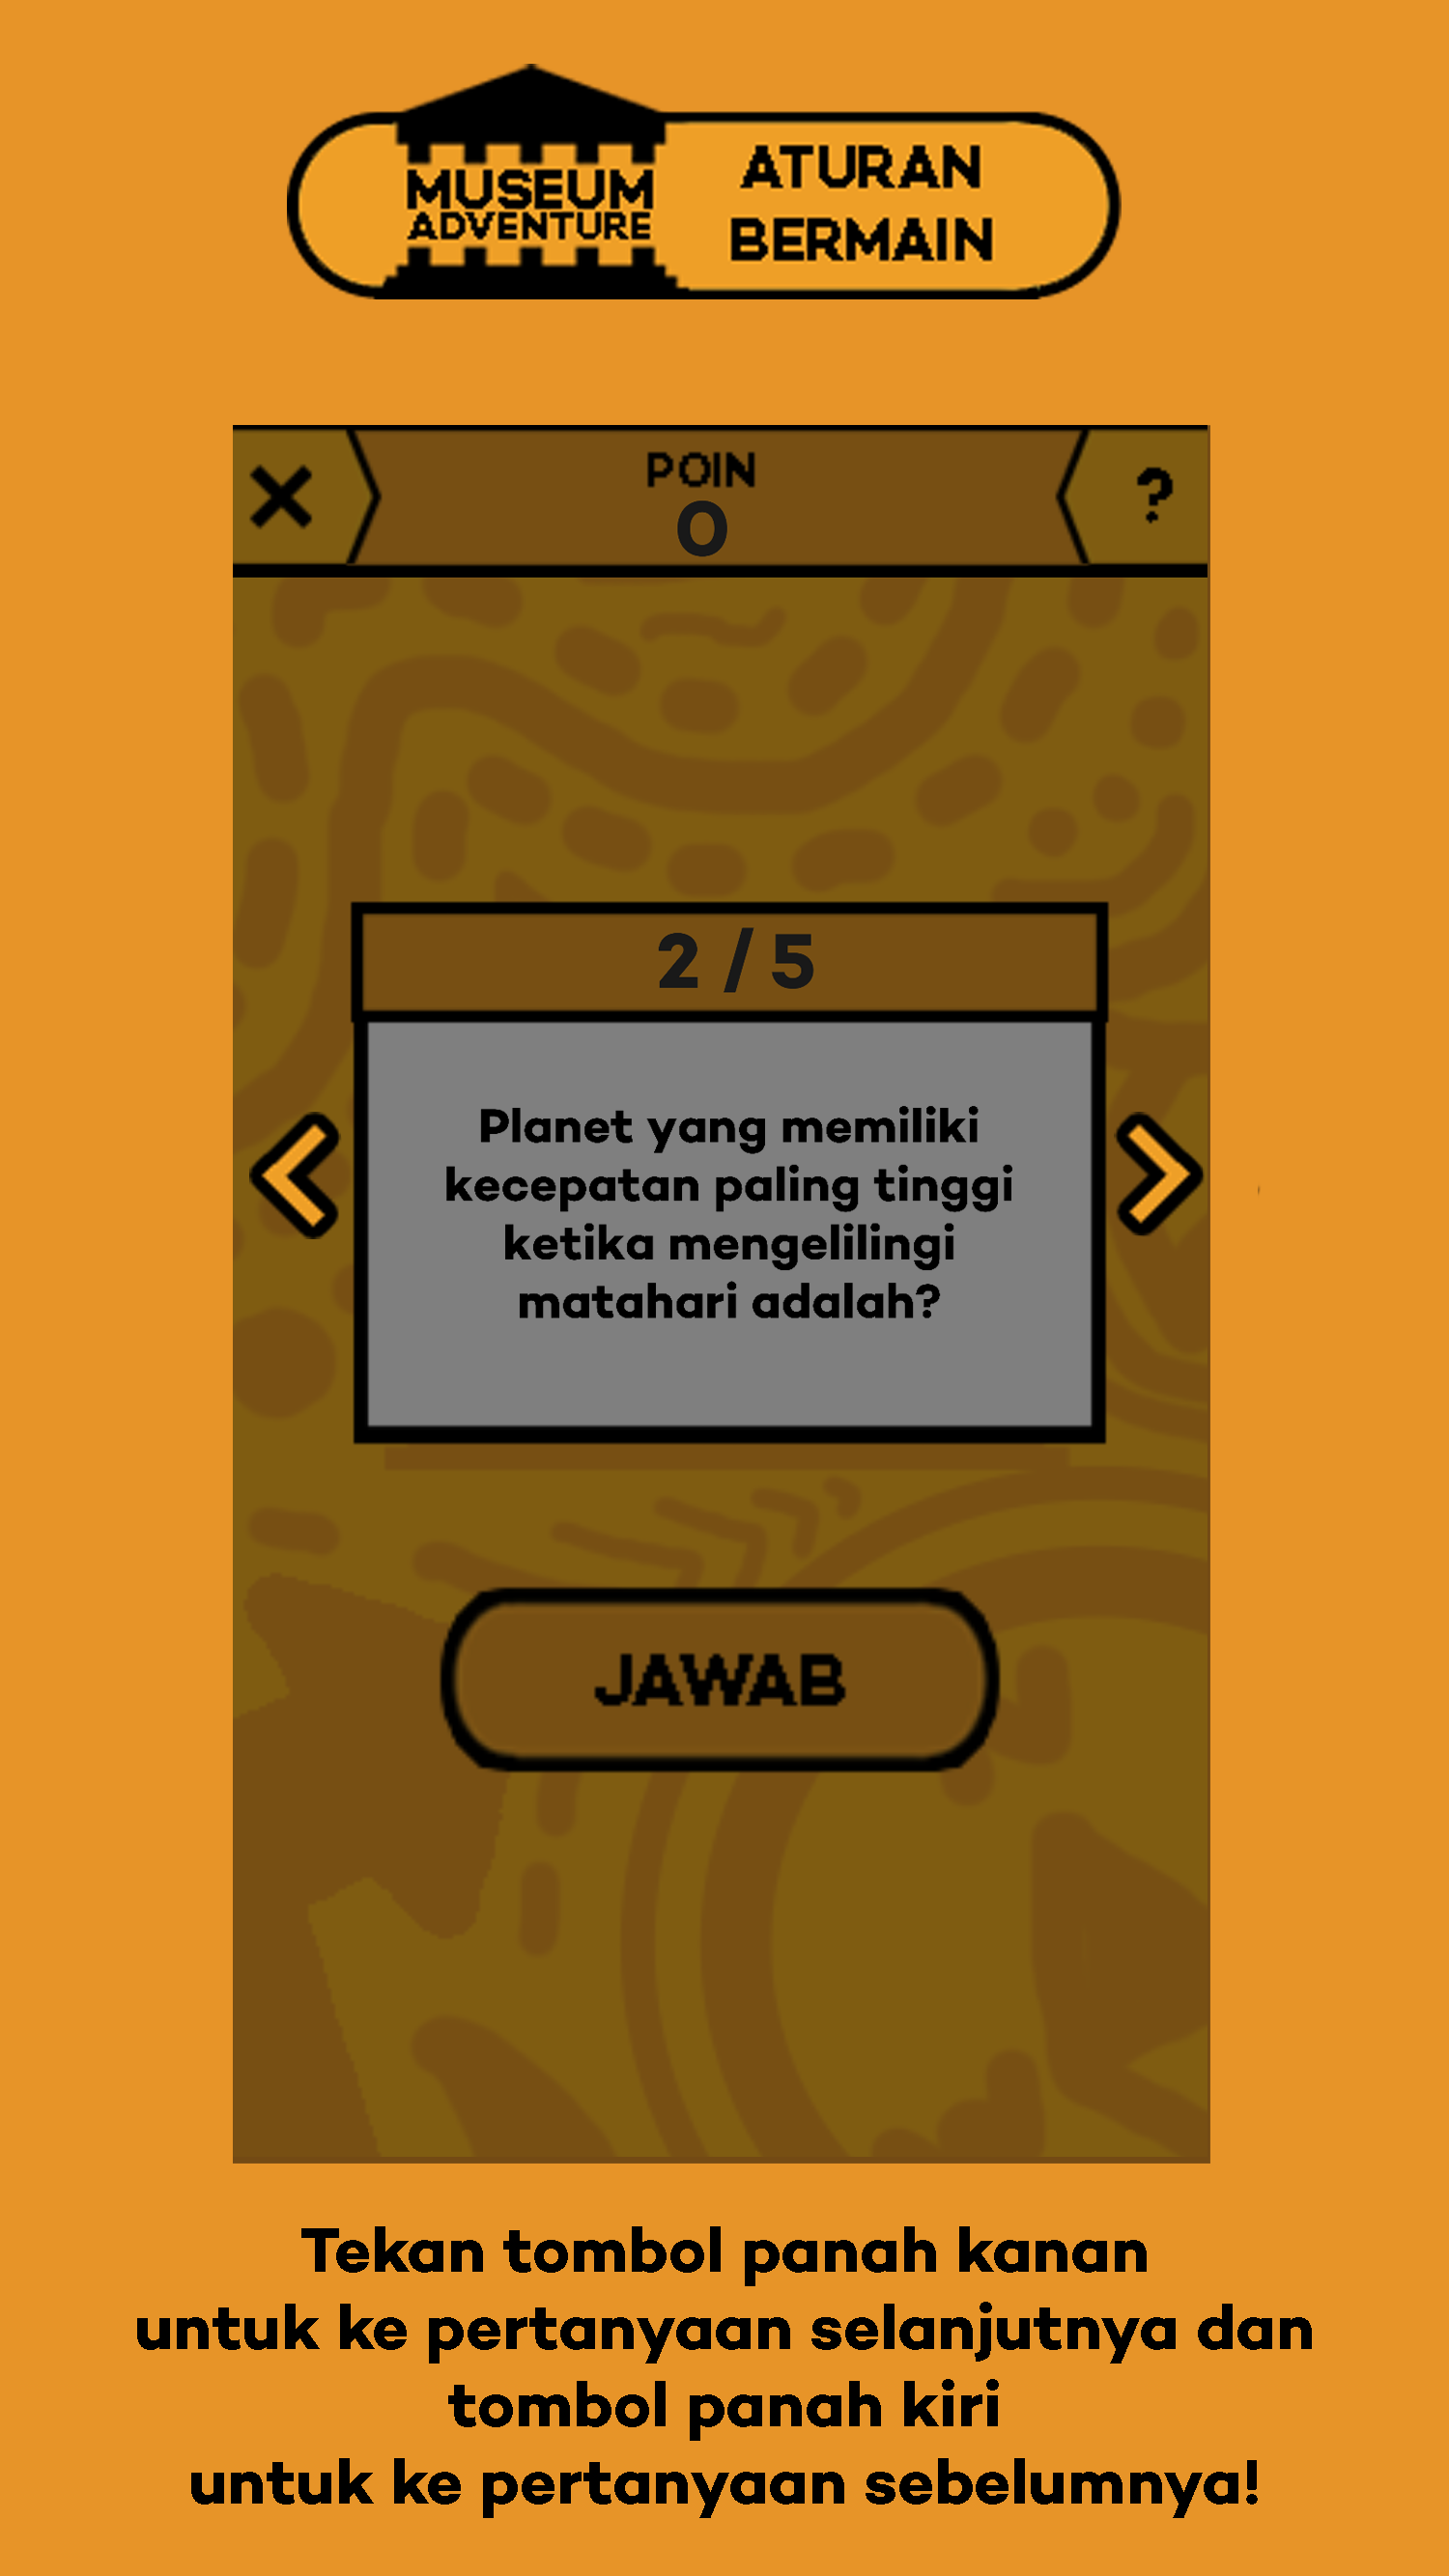 MUSEUM
ADVENTURE
ATURAN
BERMAIN
POIN
0
?
2 / 5
Planet yang memiliki
kecepatan paling tinggi
ketika mengelilingi
matahari adalah?
JAWAB
Tekan tombol panah kanan
untuk ke pertanyaan selanjutnya dan
tombol panah kiri
untuk ke pertanyaan sebelumnya!